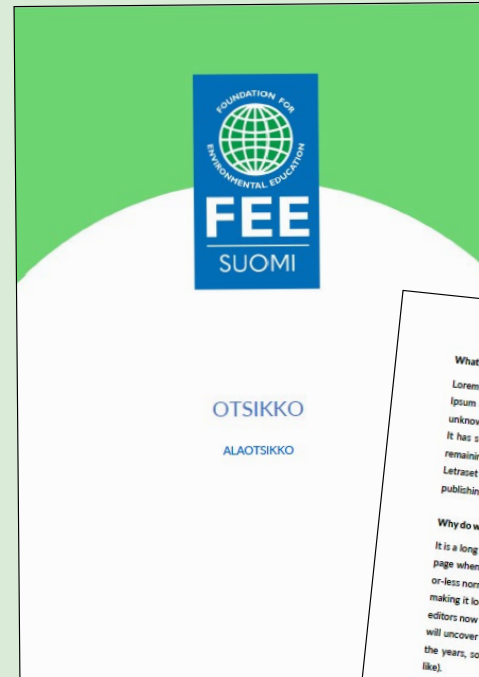 FOUNDATION FOR
ENVIRONMENTAL EDUCATION
FEE
SUOMI
OTSIKKO
ALAOTSIKKO
What
Lorem
Ipsum
unknow
It has s
remainin
Letraset
publishin
Why do w
It is a long
page when
or-less norr
making it lo
editors now
will uncover
the years, so
like).